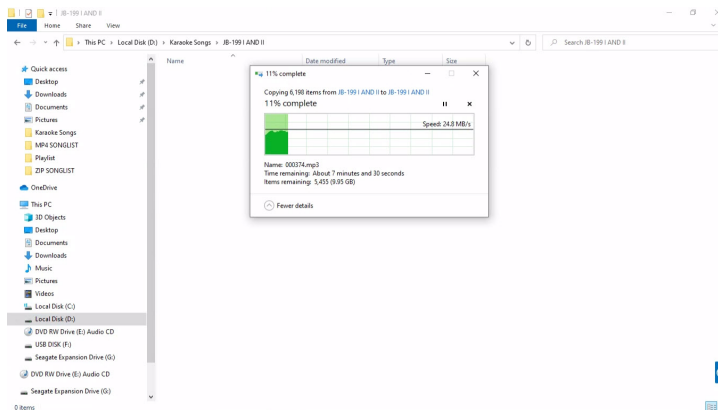 JB-199 I AND II
File Home Share View
This PC > Local Disk (D:) > Karaoke Songs > JB-199 I AND II
Search JB-199 I AND II
Name Date modified Type Size
Quick access
Desktop
Downloads
Documents
Pictures
Karaoke Songs
MP4 SONGLIST
Playlist
ZIP SONGLIST
OneDrive
This PC
3D Objects
Desktop
Documents
Downloads
Music
Pictures
Videos
Local Disk (C:)
Local Disk (D:)
DVD RW Drive (E:) Audio CD
USB DISK (F:)
Seagate Expansion Drive (G:)
DVD RW Drive (E:) Audio CD
Seagate Expansion Drive (G:)
0 items
11% complete
Copying 6,198 items from JB-199 I AND II to JB-199 I AND II
11% complete
Speed: 24.8 MB/s
Name: 000374.mp3
Time remaining: About 7 minutes and 30 seconds
Items remaining: 5,455 (9.95 GB)
Fewer details